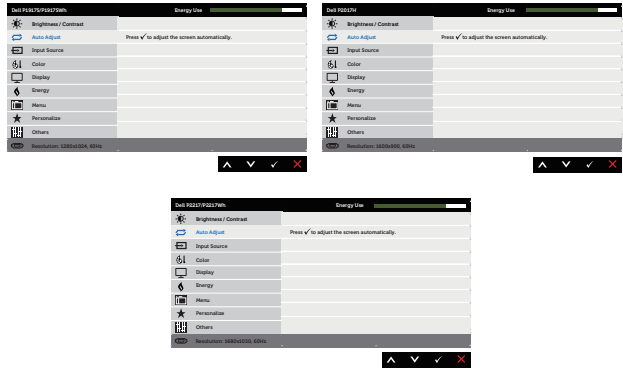 Dell P1917S/P1917SWh Energy Use
Brightness / Contrast
Auto Adjust Press ✓ to adjust the screen automatically.
Input Source
Color
Display
Energy
Menu
Personalize
Others
Resolution: 1280x1024, 60Hz
Dell P2017H Energy Use
Brightness / Contrast
Auto Adjust Press ✓ to adjust the screen automatically.
Input Source
Color
Display
Energy
Menu
Personalize
Others
Resolution: 1600x900, 60Hz
Dell P2217/P2217Wh Energy Use
Brightness / Contrast
Auto Adjust Press ✓ to adjust the screen automatically.
Input Source
Color
Display
Energy
Menu
Personalize
Others
Resolution: 1680x1050, 60Hz